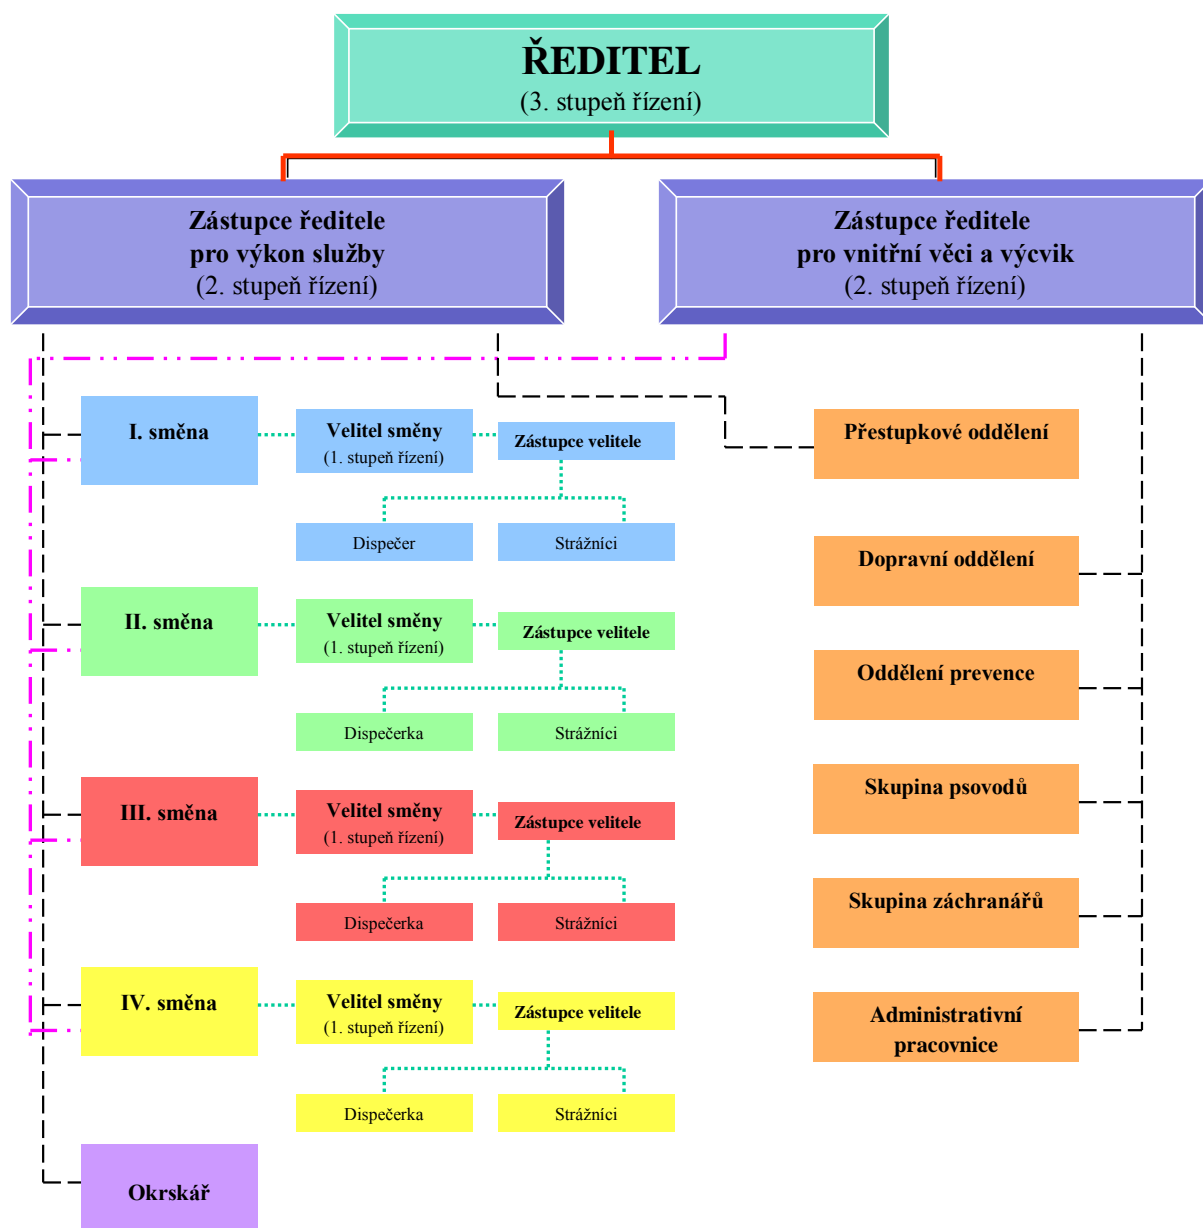 ŘEDITEL
(3. stupeň řízení)
Zástupce ředitele
pro výkon služby
(2. stupeň řízení)
Zástupce ředitele
pro vnitřní věci a výcvik
(2. stupeň řízení)
I. směna
Velitel směny
(1. stupeň řízení)
Zástupce velitele
Dispečer
Strážníci
II. směna
Velitel směny
(1. stupeň řízení)
Zástupce velitele
Dispečerka
Strážníci
III. směna
Velitel směny
(1. stupeň řízení)
Zástupce velitele
Dispečerka
Strážníci
IV. směna
Velitel směny
(1. stupeň řízení)
Zástupce velitele
Dispečerka
Strážníci
Okrskář
Přestupkové oddělení
Dopravní oddělení
Oddělení prevence
Skupina psovodů
Skupina záchranářů
Administrativní
pracovnice